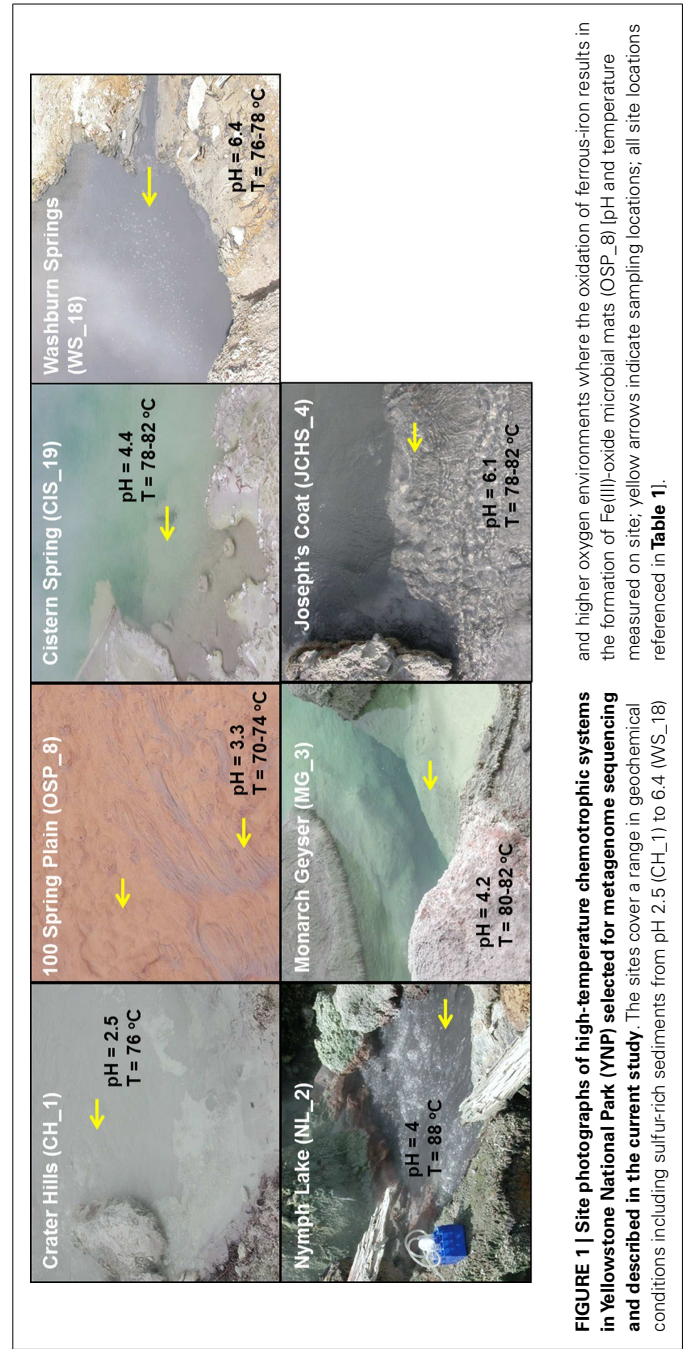 Crater Hills (CH_1)
pH = 2.5
T = 76 ºC
100 Spring Plain (OSP_8)
pH = 3.3
T = 70-74 ºC
Cistern Spring (CIS_19)
pH = 4.4
T = 78-82 ºC
Washburn Springs
(WS_18)
pH = 6.4
T = 76-78 ºC
Nymph Lake (NL_2)
pH = 4
T = 88 ºC
Monarch Geyser (MG_3)
pH = 4.2
T = 80-82 ºC
Joseph's Coat (JCHS_4)
pH = 6.1
T = 78-82 ºC
FIGURE 1 | Site photographs of high-temperature chemotrophic systems
in Yellowstone National Park (YNP) selected for metagenome sequencing
and described in the current study. The sites cover a range in geochemical
conditions including sulfur-rich sediments from pH 2.5 (CH_1) to 6.4 (WS_18)
and higher oxygen environments where the oxidation of ferrous-iron results in
the formation of Fe(III)-oxide microbial mats (OSP_8) [pH and temperature
measured on site; yellow arrows indicate sampling locations; all site locations
referenced in Table 1].